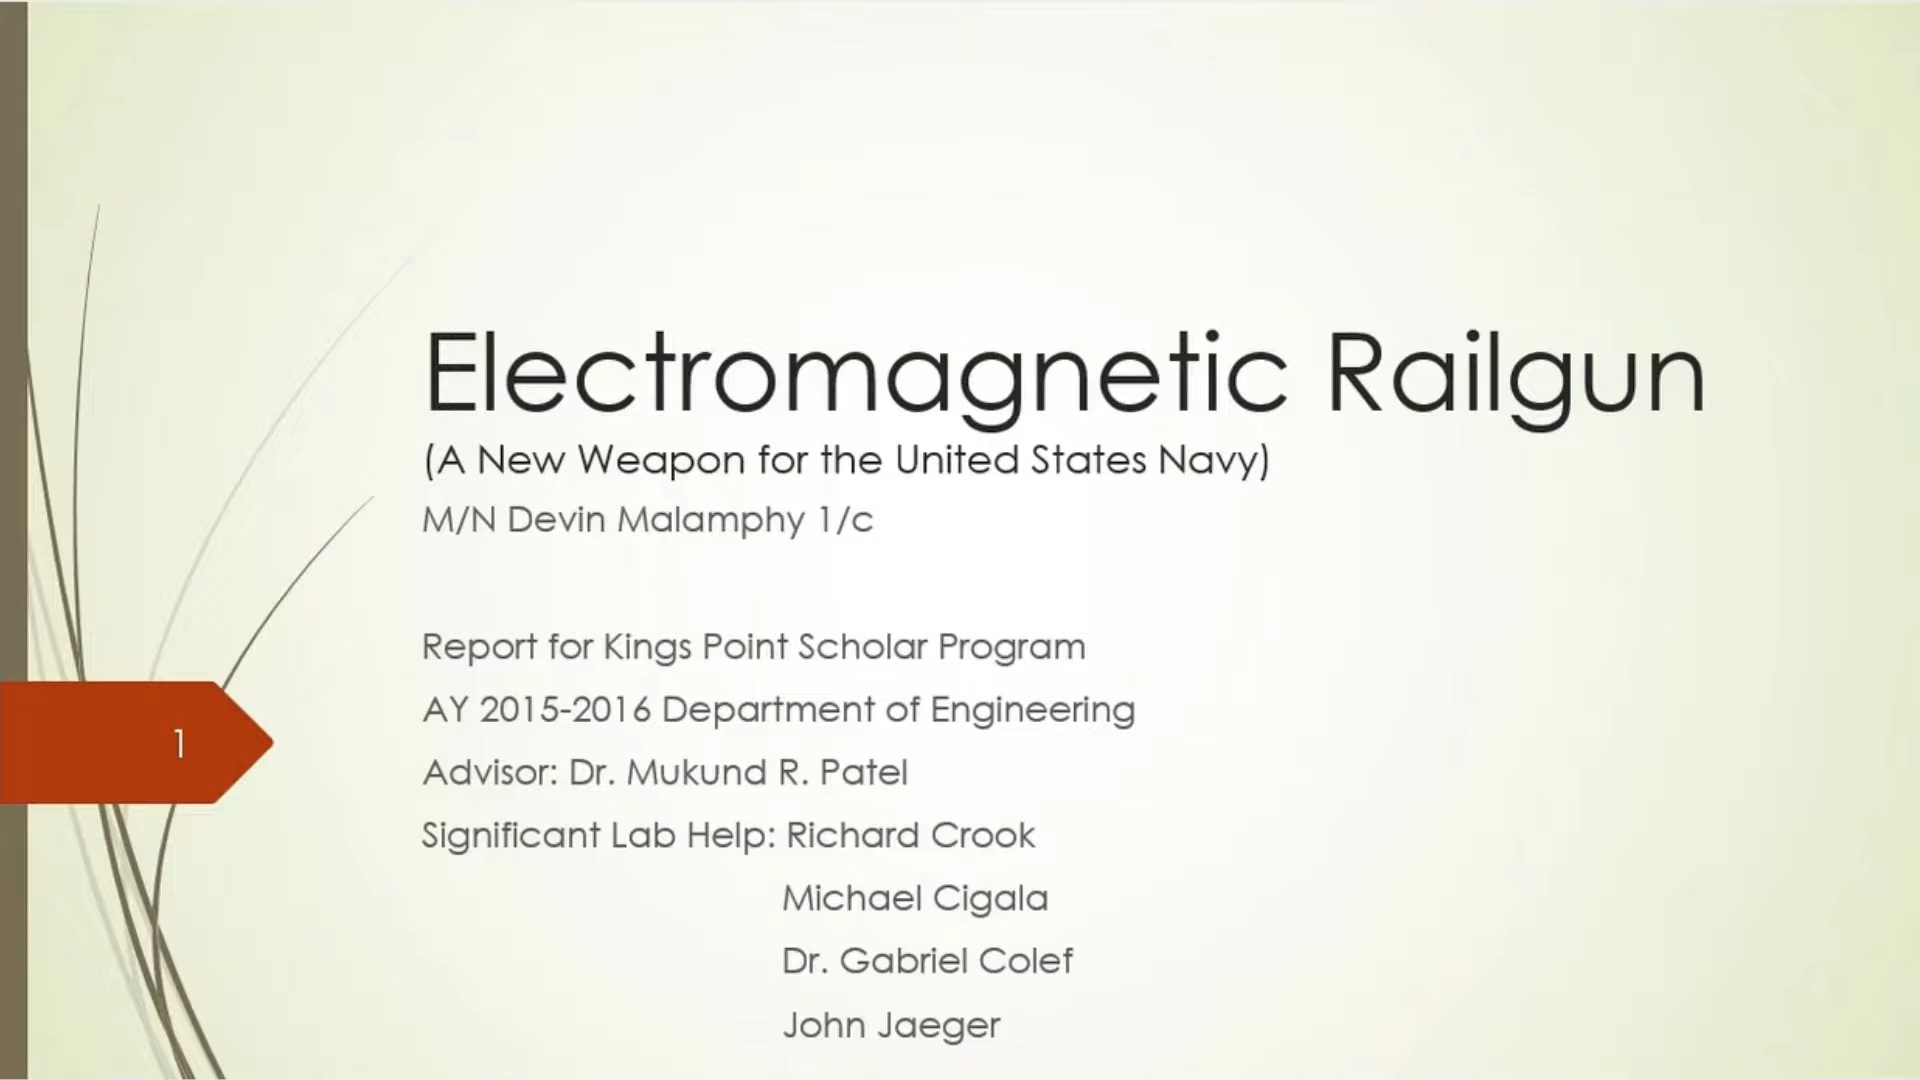 Electromagnetic Railgun
(A New Weapon for the United States Navy)
M/N Devin Malamphy 1/c
Report for Kings Point Scholar Program
AY 2015-2016 Department of Engineering
1
Advisor: Dr. Mukund R. Patel
Significant Lab Help: Richard Crook
Michael Cigala
Dr. Gabriel Colef
John Jaeger